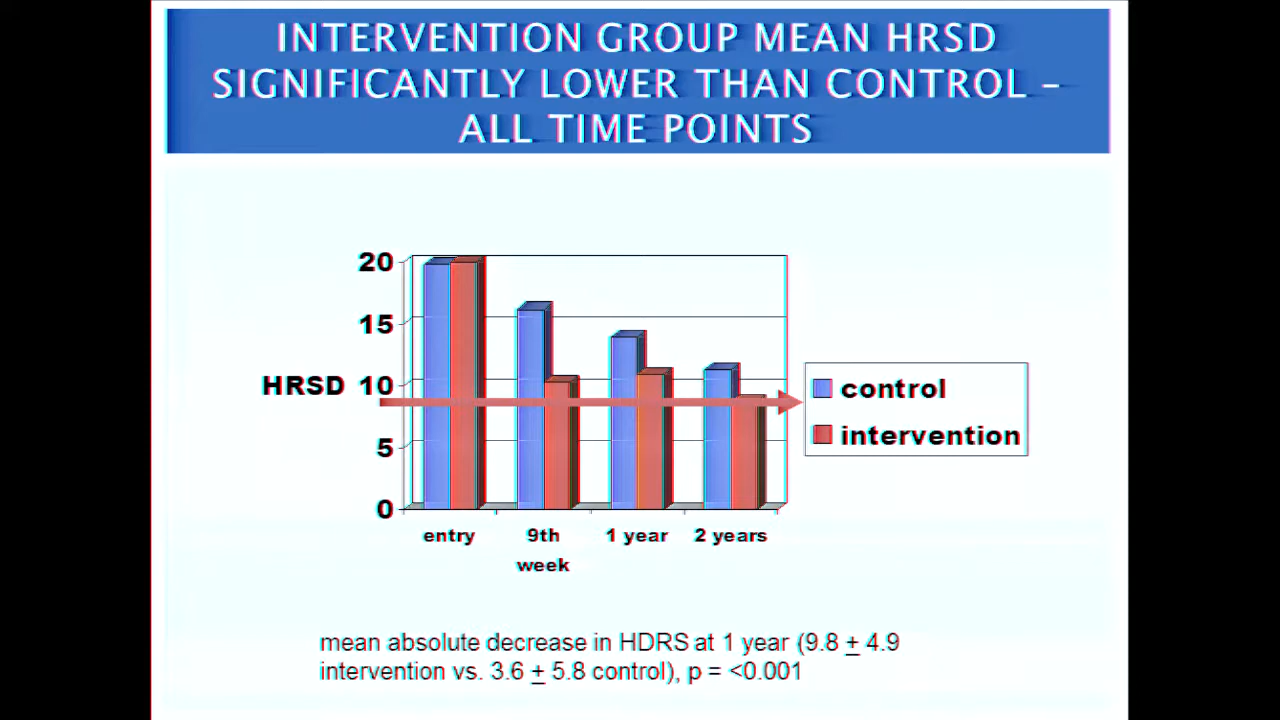 INTERVENTION GROUP MEAN HRSD
SIGNIFICANTLY LOWER THAN CONTROL –
ALL TIME POINTS
20
15
HRSD 10
5
0
entry 9th week 1 year 2 years
control
intervention
mean absolute decrease in HDRS at 1 year (9.8 ± 4.9
intervention vs. 3.6 ± 5.8 control), p = <0.001